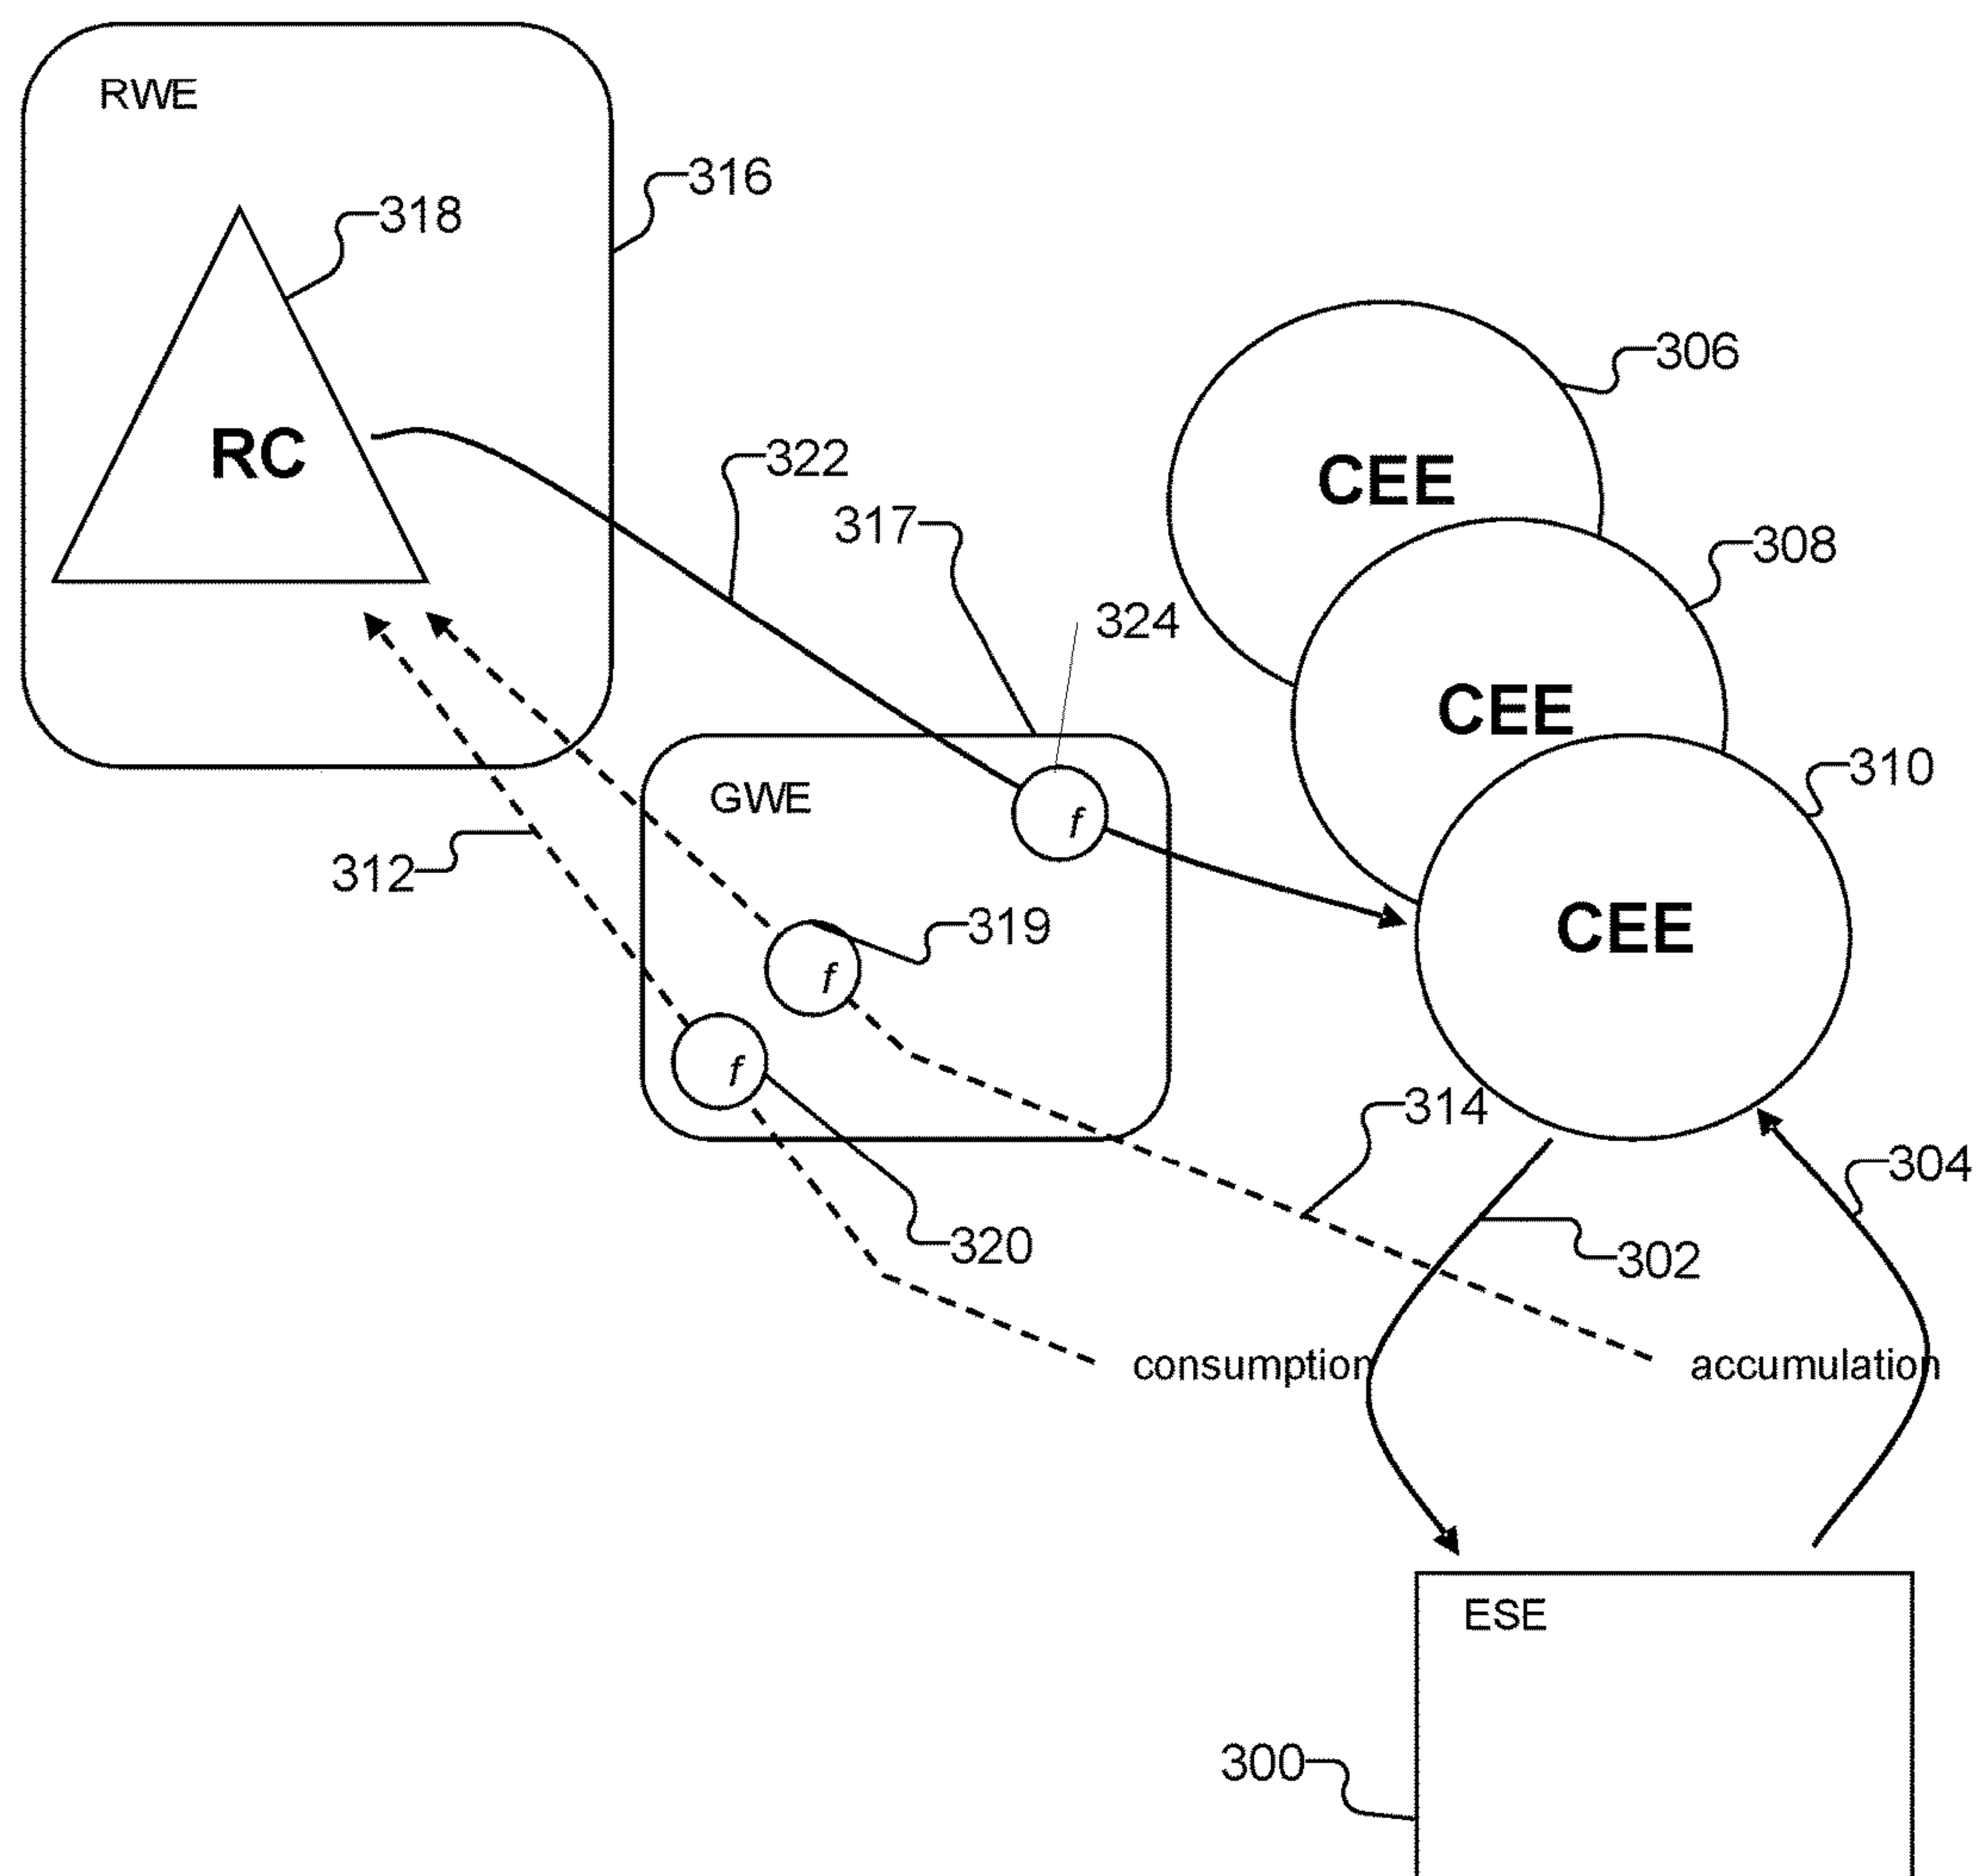 RWE
316
318
306
RC
322
CEE
317
308
324
CEE
310
GWE
f
312
319
CEE
f
f
314
304
320
302
consumption
accumulation
ESE
300